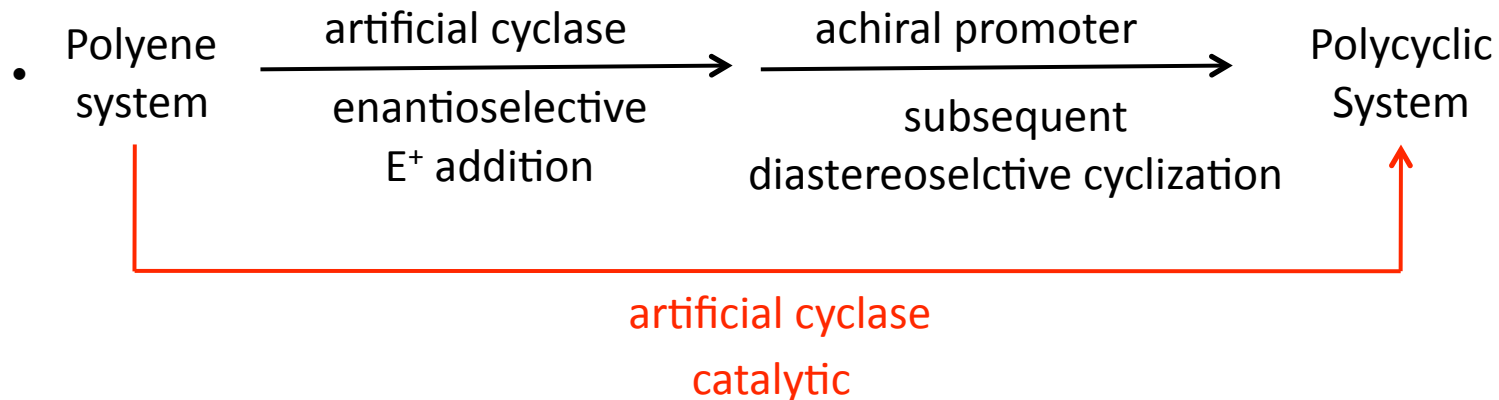 • Polyene
system
artificial cyclase
enantioselective
E⁺ addition
achiral promoter
subsequent
diastereoselctive cyclization
Polycyclic
System
artificial cyclase
catalytic